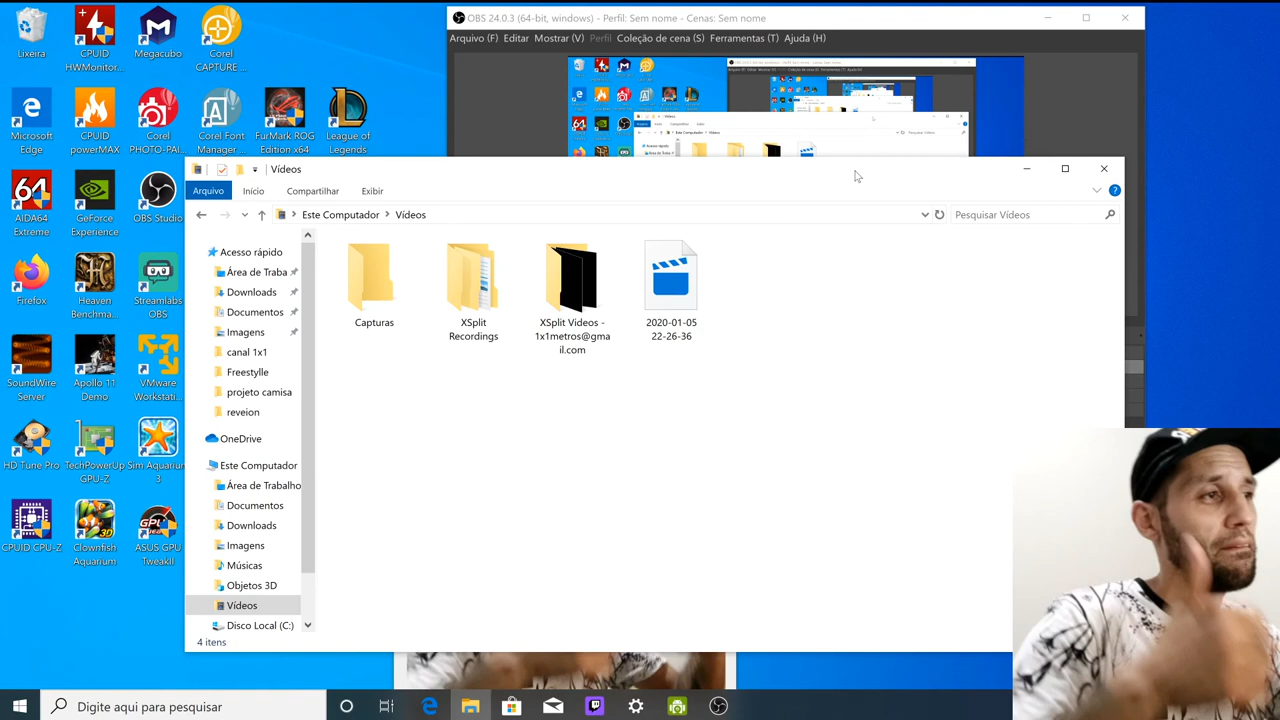 OBS 24.0.3 (64-bit, windows) - Perfil: Sem nome - Cenas: Sem nome
Arquivo (F) Editar Mostrar (V) Perfil Coleção de cena (S) Ferramentas (T) Ajuda (H)
Lixeira
CPUID
HWMonitor...
Megacubo
Corel
CAPTURE ...
Microsoft
Edge
CPUID
powerMAX
Corel
PHOTO-PAI...
Corel Font
Manager ...
FurMark ROG
Edition x64
League of
Legends
AIDA64
Extreme
GeForce
Experience
OBS Studio
Firefox
Heaven
Benchma...
Streamlabs
OBS
SoundWire
Server
Apollo 11
Demo
VMware
Workstati...
HD Tune Pro
TechPowerUp
GPU-Z
Sim Aquarium
3
CPUID CPU-Z
Clownfish
Aquarium
ASUS GPU
TweakII
Vídeos
Arquivo Início Compartilhar Exibir
Este Computador Vídeos
Pesquisar Vídeos
Acesso rápido
Área de Traba
Downloads
Documentos
Imagens
canal 1x1
Freestylle
projeto camisa
reveion
OneDrive
Este Computador
Área de Trabalho
Documentos
Downloads
Imagens
Músicas
Objetos 3D
Vídeos
Disco Local (C:)
Capturas
XSplit
Recordings
XSplit Videos -
1x1metros@gma
il.com
2020-01-05
22-26-36
4 itens
Digite aqui para pesquisar